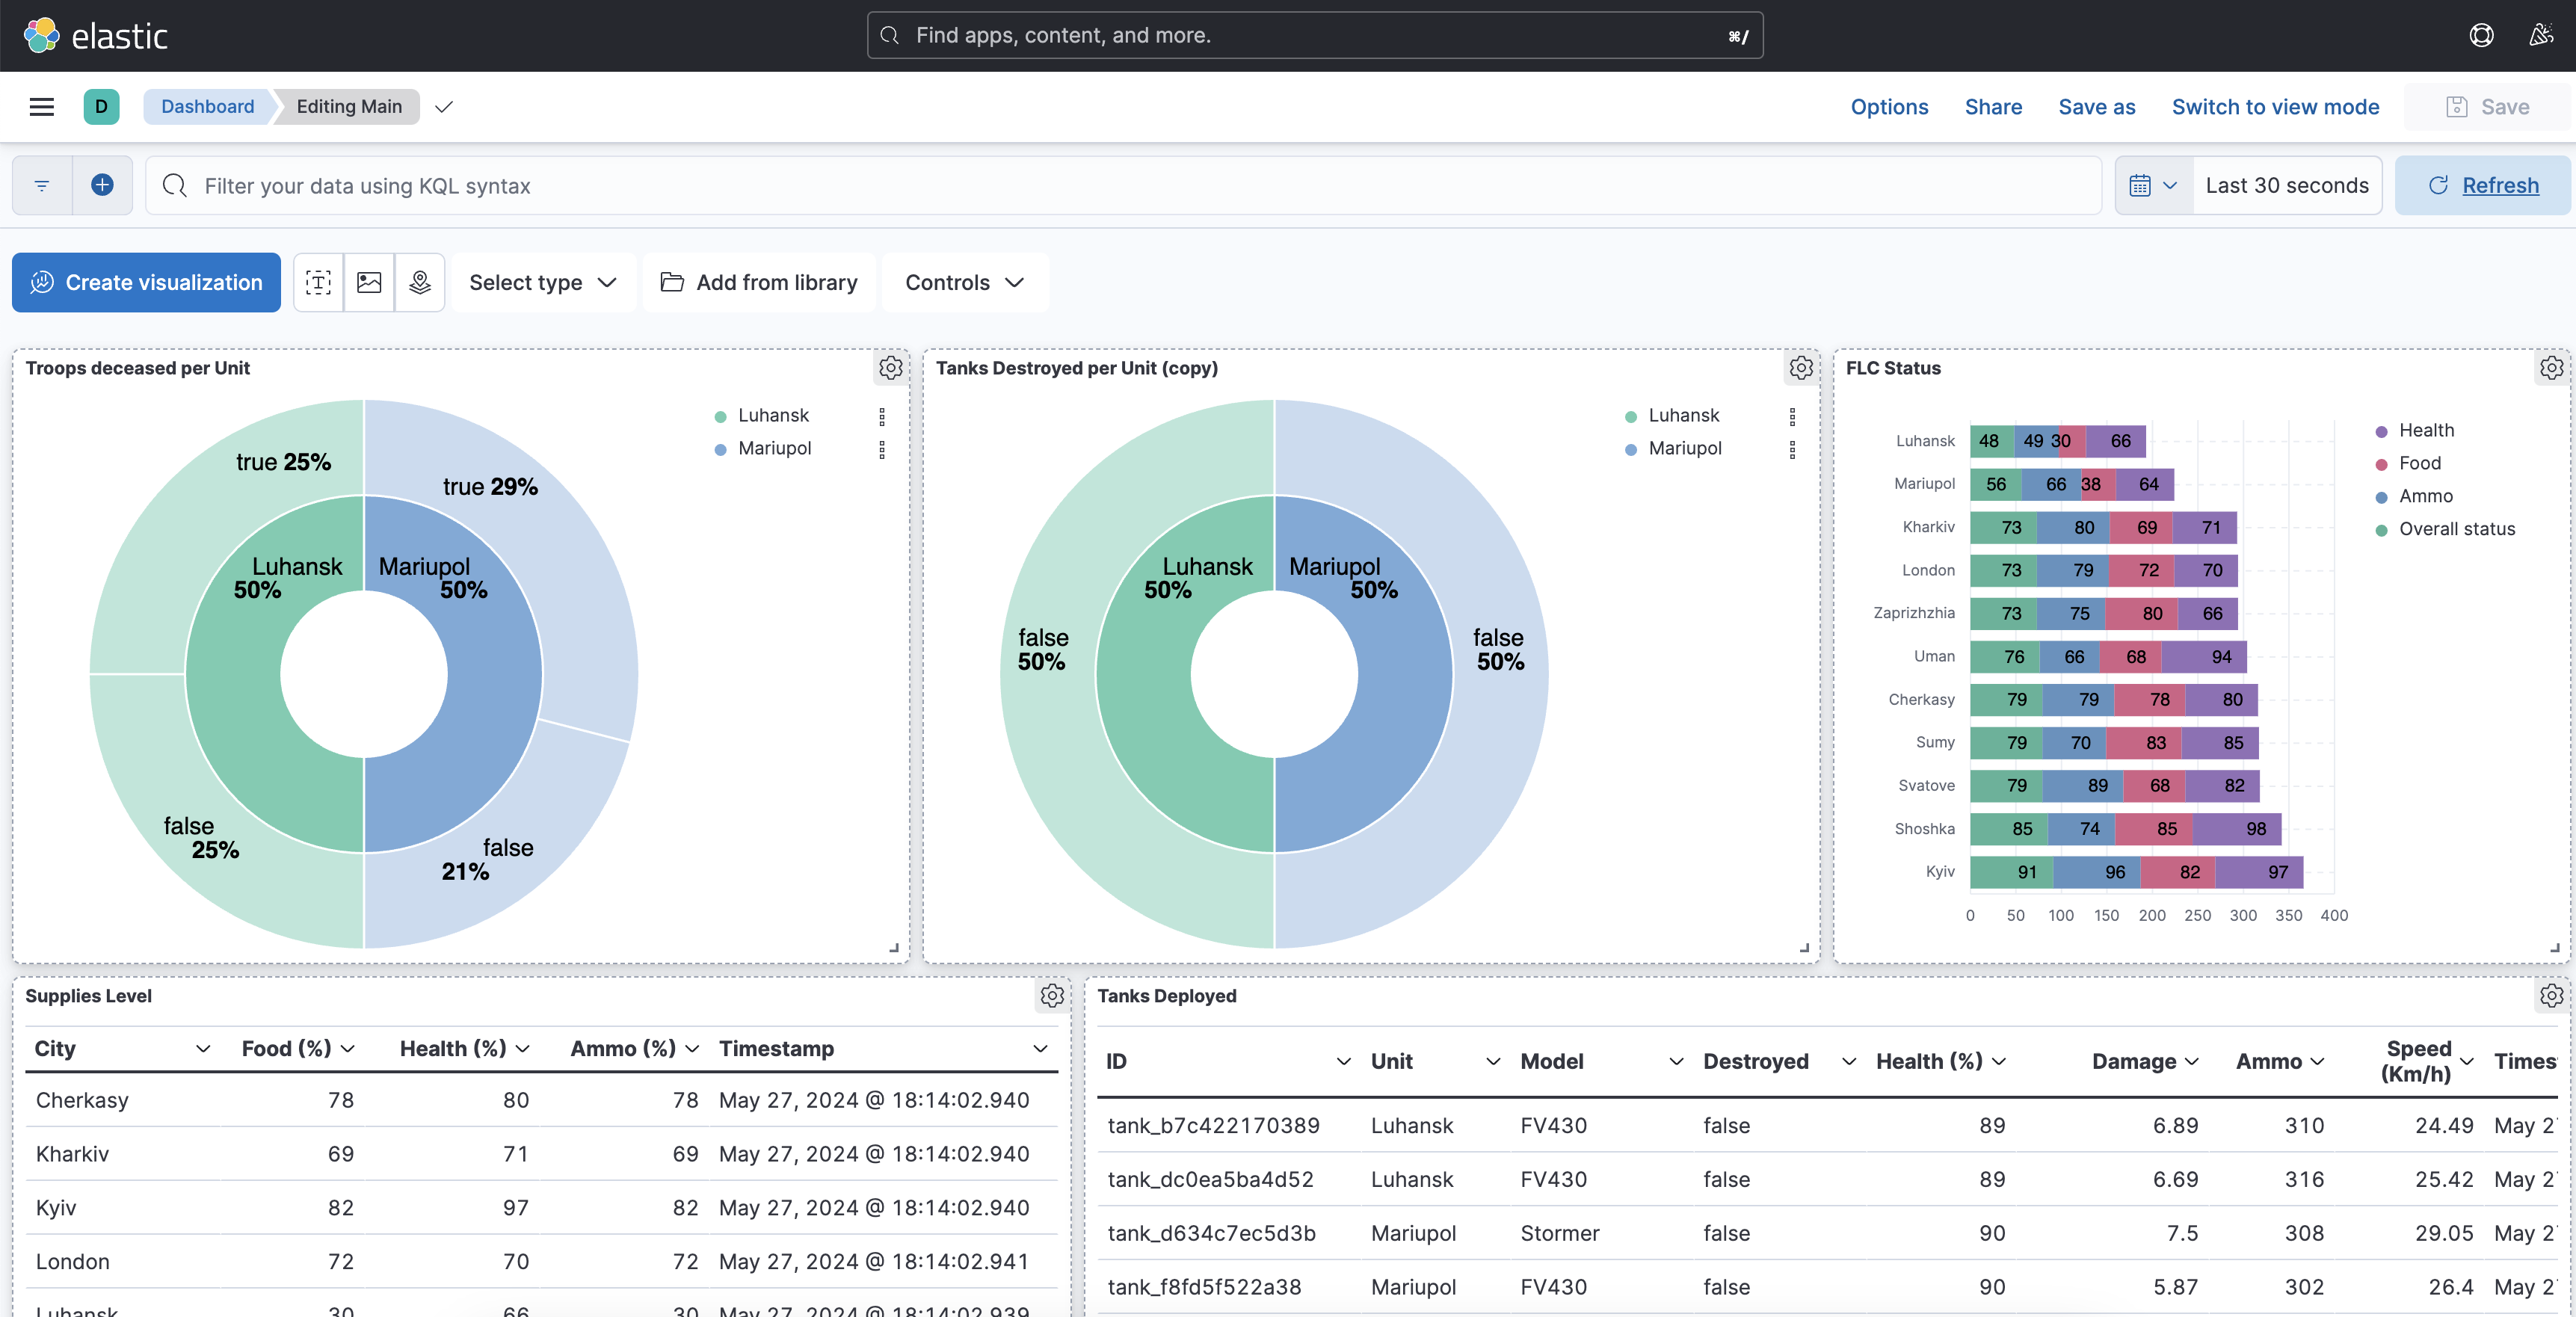 elastic
Find apps, content, and more.
⌘/
D
Dashboard
Editing Main
Options
Share
Save as
Switch to view mode
Save
Filter your data using KQL syntax
Last 30 seconds
Refresh
Create visualization
Select type
Add from library
Controls
Troops deceased per Unit
true 25%
true 29%
Luhansk
50%
Mariupol
50%
false
25%
false
21%
Luhansk
Mariupol
Tanks Destroyed per Unit (copy)
Luhansk
50%
Mariupol
50%
false
50%
false
50%
Luhansk
Mariupol
FLC Status
Luhansk 48 49 30 66
Mariupol 56 66 38 64
Kharkiv 73 80 69 71
London 73 79 72 70
Zaprizhzhia 73 75 80 66
Uman 76 66 68 94
Cherkasy 79 79 78 80
Sumy 79 70 83 85
Svatove 79 89 68 82
Shoshka 85 74 85 98
Kyiv 91 96 82 97
0 50 100 150 200 250 300 350 400
Health
Food
Ammo
Overall status
Supplies Level
City Food (%) Health (%) Ammo (%) Timestamp
Cherkasy 78 80 78 May 27, 2024 @ 18:14:02.940
Kharkiv 69 71 69 May 27, 2024 @ 18:14:02.940
Kyiv 82 97 82 May 27, 2024 @ 18:14:02.940
London 72 70 72 May 27, 2024 @ 18:14:02.941
Luhansk 30 66 30 May 27, 2024 @ 18:14:02.939
Tanks Deployed
ID Unit Model Destroyed Health (%) Damage Ammo Speed (Km/h) Times
tank_b7c422170389 Luhansk FV430 false 89 6.89 310 24.49 May 2
tank_dc0ea5ba4d52 Luhansk FV430 false 89 6.69 316 25.42 May 2
tank_d634c7ec5d3b Mariupol Stormer false 90 7.5 308 29.05 May 2
tank_f8fd5f522a38 Mariupol FV430 false 90 5.87 302 26.4 May 2